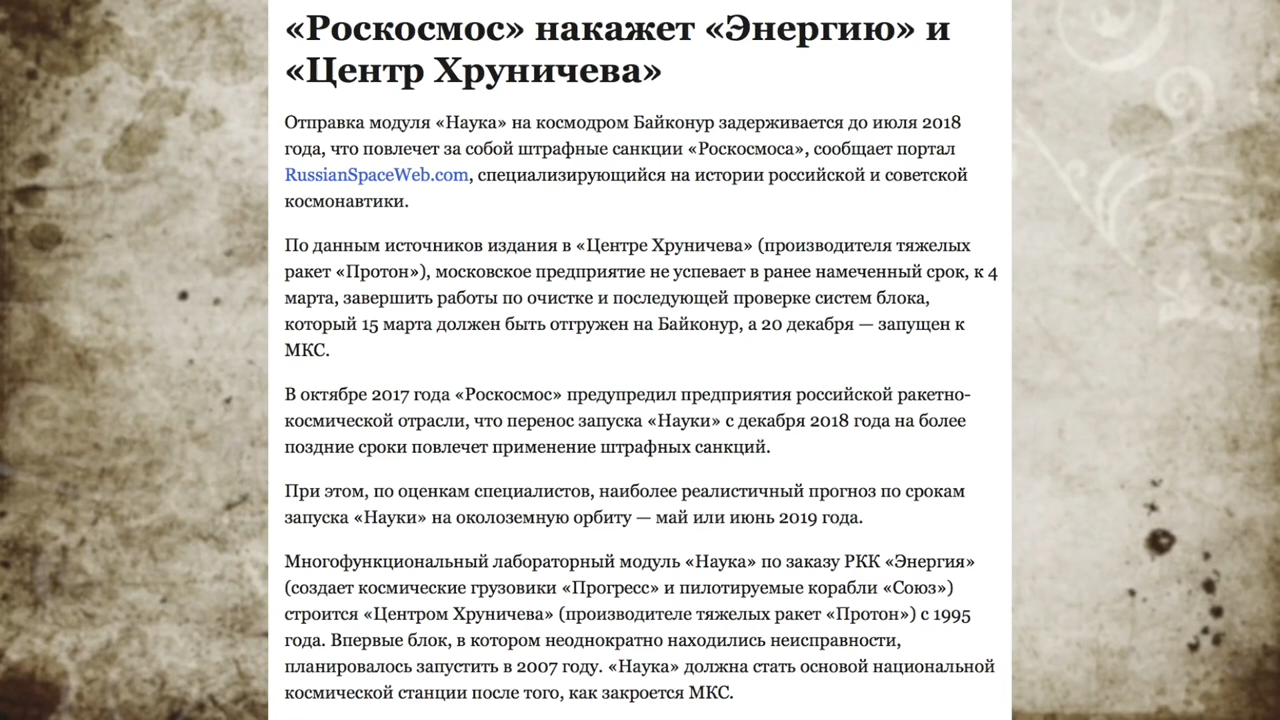 «Роскосмос» накажет «Энергию» и
«Центр Хруничева»
Отправка модуля «Наука» на космодром Байконур задерживается до июля 2018
года, что повлечет за собой штрафные санкции «Роскосмоса», сообщает портал
RussianSpaceWeb.com, специализирующийся на истории российской и советской
космонавтики.
По данным источников издания в «Центре Хруничева» (производителя тяжелых
ракет «Протон»), московское предприятие не успевает в ранее намеченный срок, к 4
марта, завершить работы по очистке и последующей проверке систем блока,
который 15 марта должен быть отгружен на Байконур, а 20 декабря — запущен к
МКС.
В октябре 2017 года «Роскосмос» предупредил предприятия российской ракетно-
космической отрасли, что перенос запуска «Науки» с декабря 2018 года на более
поздние сроки повлечет применение штрафных санкций.
При этом, по оценкам специалистов, наиболее реалистичный прогноз по срокам
запуска «Науки» на околоземную орбиту — май или июнь 2019 года.
Многофункциональный лабораторный модуль «Наука» по заказу РКК «Энергия»
(создает космические грузовики «Прогресс» и пилотируемые корабли «Союз»)
строится «Центром Хруничева» (производителе тяжелых ракет «Протон») с 1995
года. Впервые блок, в котором неоднократно находились неисправности,
планировалось запустить в 2007 году. «Наука» должна стать основой национальной
космической станции после того, как закроется МКС.